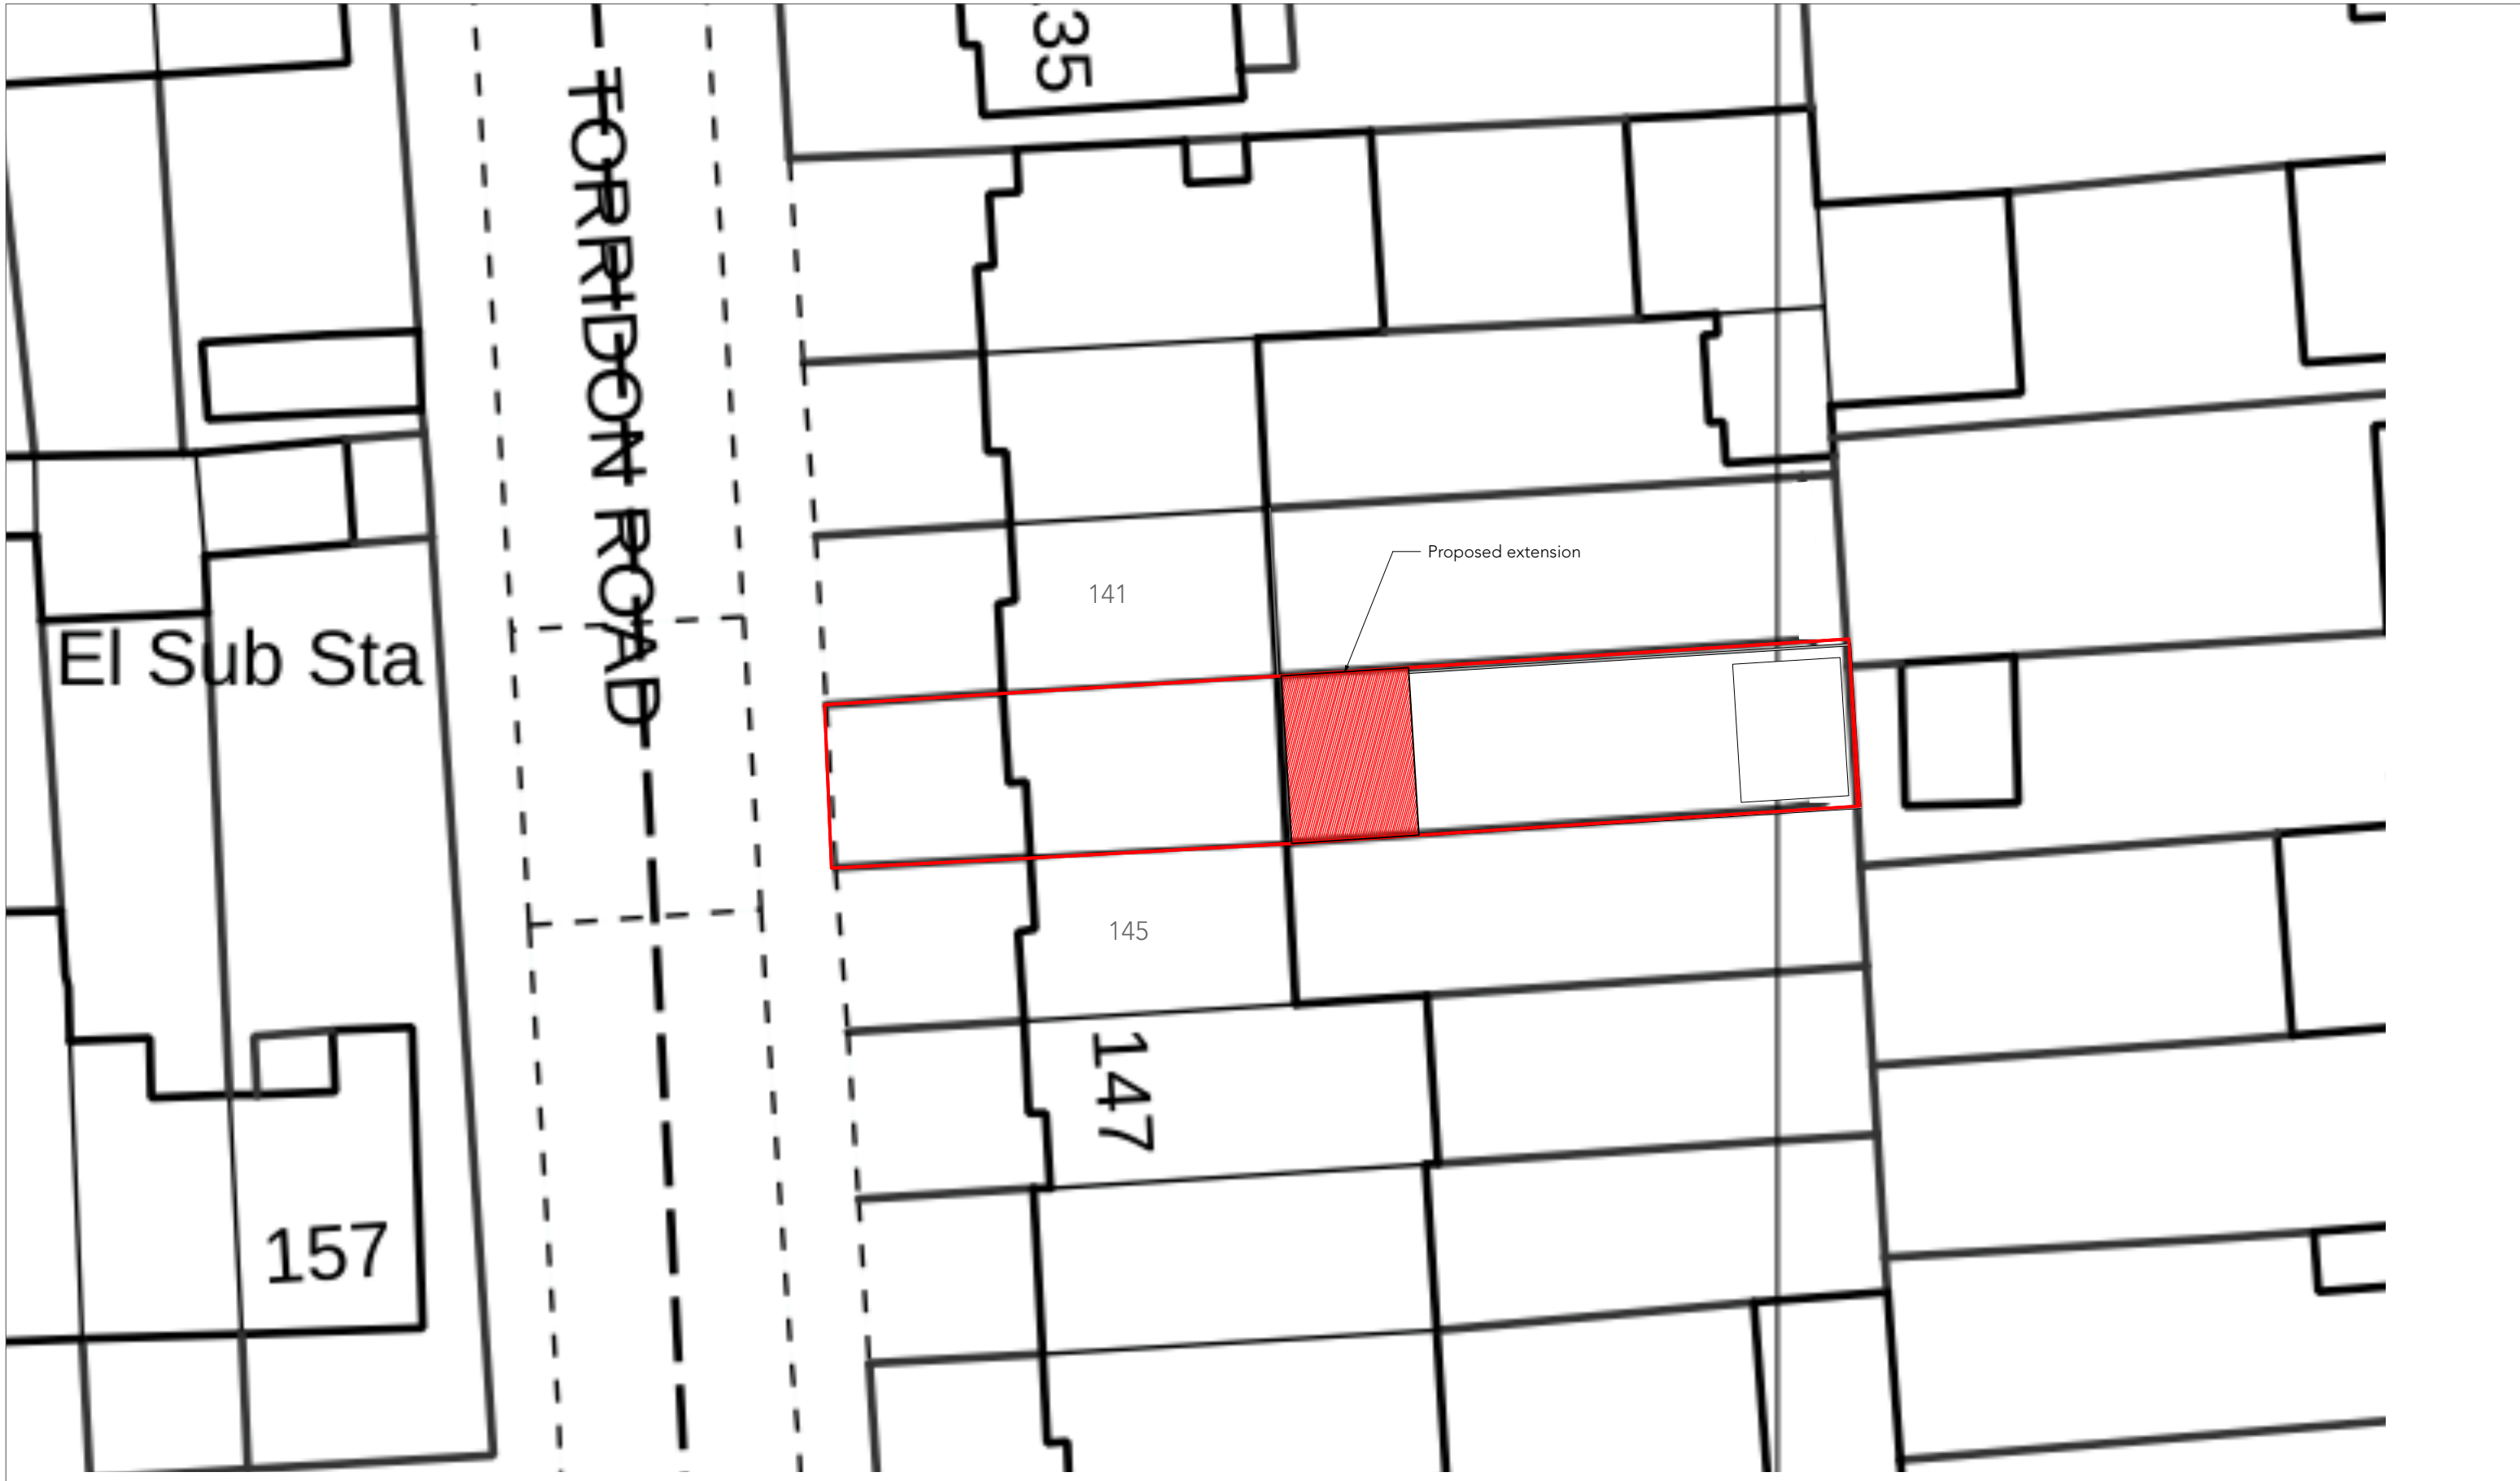 35
TORRIDON ROAD
Proposed extension
141
El Sub Sta
145
147
157